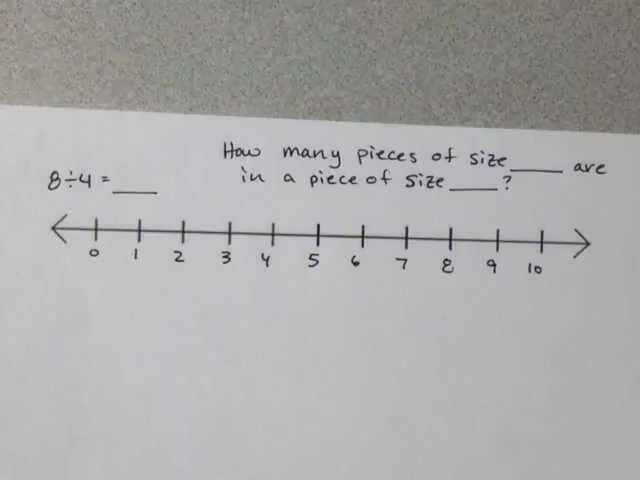 How many pieces of size ____ are
8÷4 = ____ in a piece of size ____?
0 1 2 3 4 5 6 7 8 9 10